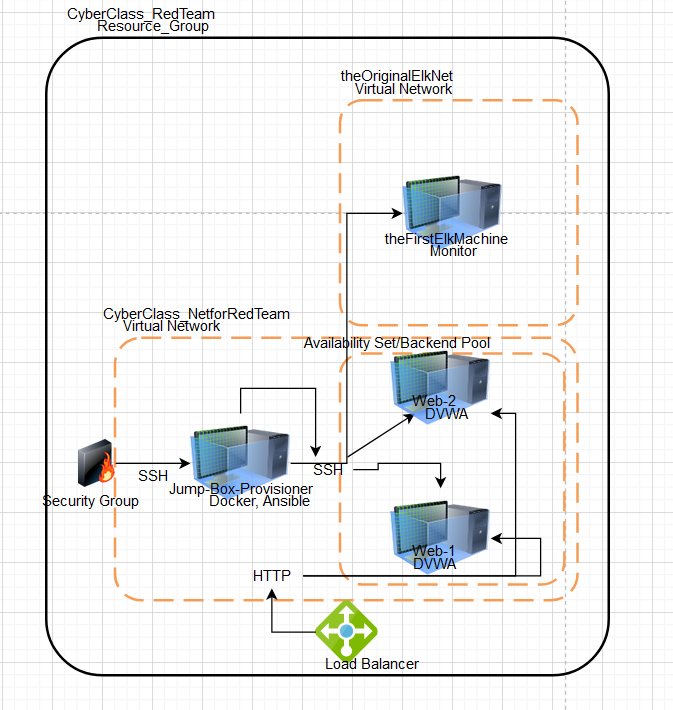 CyberClass_RedTeam
Resource_Group
theOriginalElkNet
Virtual Network
theFirstElkMachine
Monitor
CyberClass_NetforRedTeam
Virtual Network
Availability Set/Backend Pool
Web-2
DVWA
SSH
SSH
Jump-Box-Provisioner
Docker, Ansible
Security Group
Web-1
DVWA
HTTP
Load Balancer